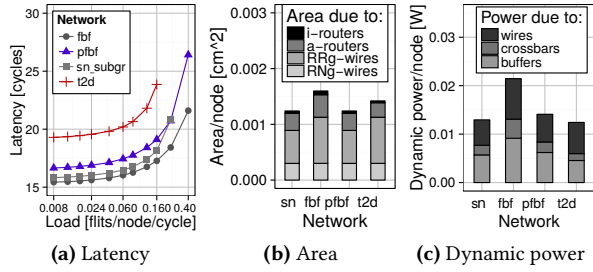 Latency
[cycles]
30
25
20
15
Network
fbf
pfbf
sn_subgr
t2d
0.008
0.024
0.060
0.160
0.40
Load [flits/node/cycle]
(a) Latency
Area/node [cm^2]
0.003
0.002
0.001
0.000
Area due to:
i-routers
a-routers
RRg-wires
RNg-wires
sn fbf pfbf t2d
Network
(b) Area
Dynamic power/node [W]
0.03
0.02
0.01
0.00
Power due to:
wires
crossbars
buffers
sn fbf pfbf t2d
Network
(c) Dynamic power